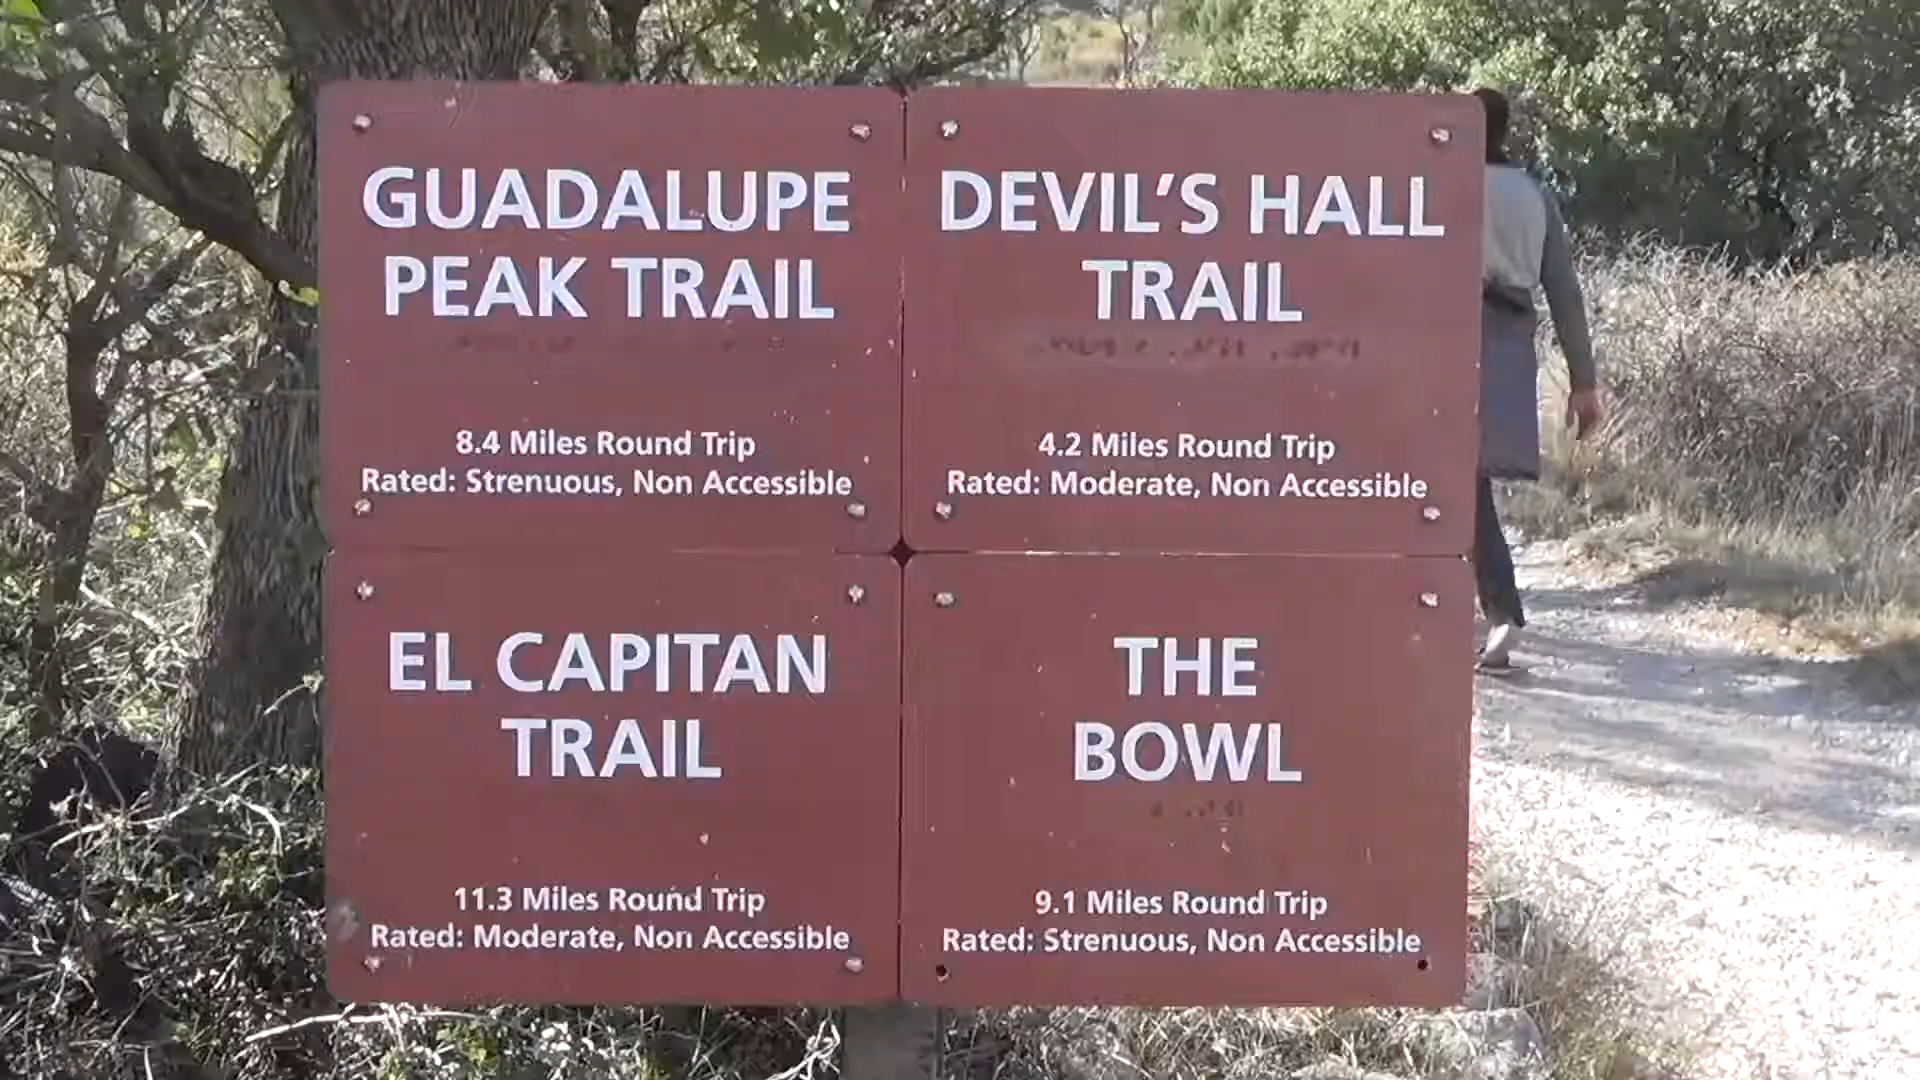 GUADALUPE
PEAK TRAIL
8.4 Miles Round Trip
Rated: Strenuous, Non Accessible
DEVIL'S HALL
TRAIL
4.2 Miles Round Trip
Rated: Moderate, Non Accessible
EL CAPITAN
TRAIL
11.3 Miles Round Trip
Rated: Moderate, Non Accessible
THE
BOWL
9.1 Miles Round Trip
Rated: Strenuous, Non Accessible